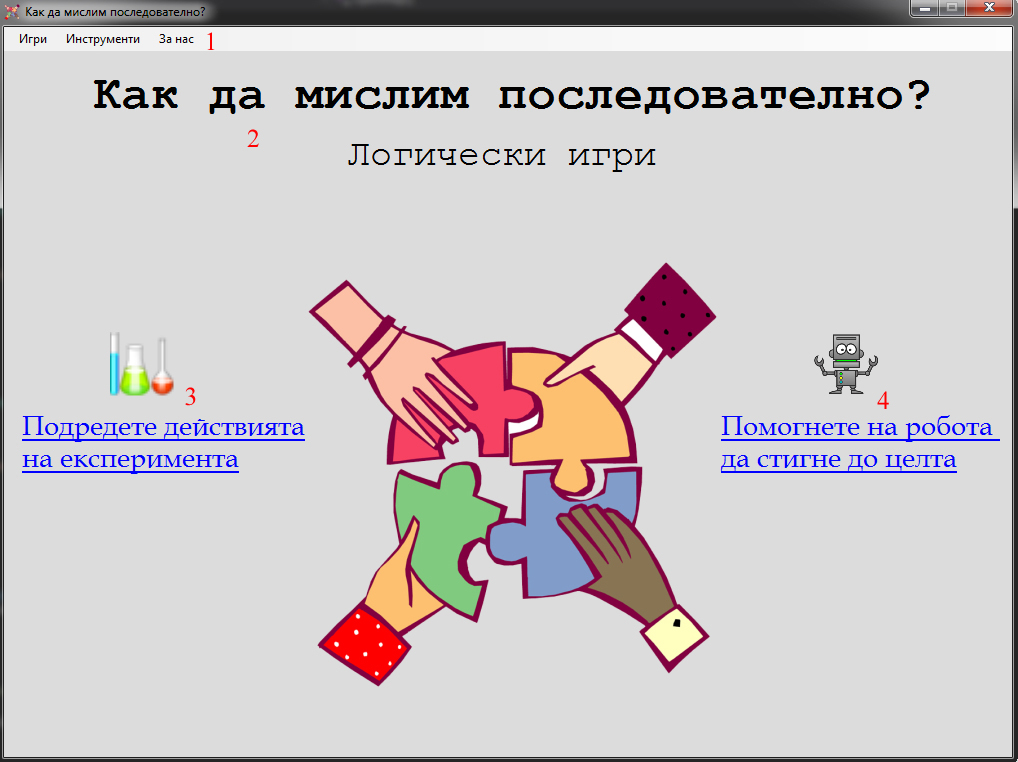 Как да мислим последователно?
Игри Инструменти За нас 1
Как да мислим последователно?
2
Логически игри
3
Подредете действията
на експеримента
4
Помогнете на робота
да стигне до целта